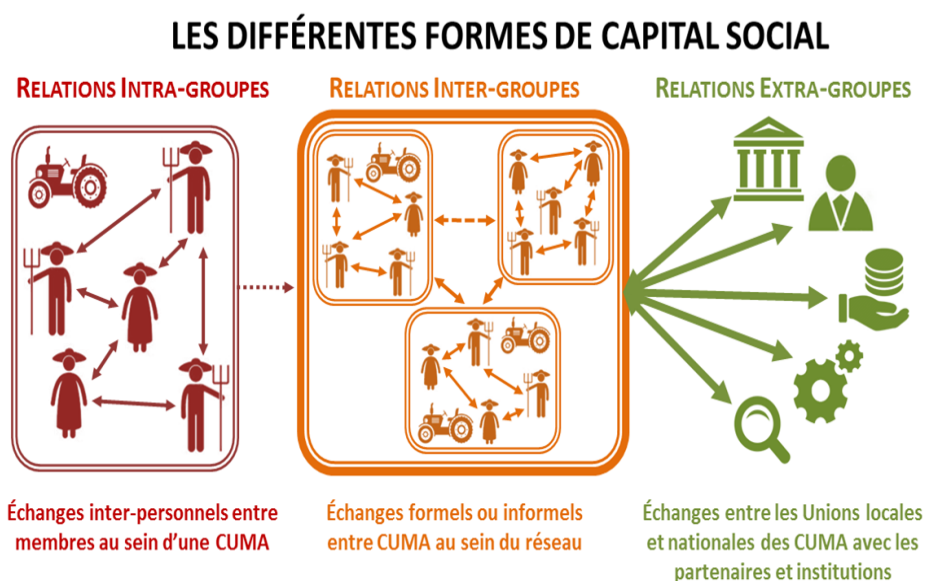 LES DIFFÉRENTES FORMES DE CAPITAL SOCIAL
RELATIONS INTRA-GROUPES
RELATIONS INTER-GROUPES
RELATIONS EXTRA-GROUPES
Échanges inter-personnels entre
membres au sein d’une CUMA
Échanges formels ou informels
entre CUMA au sein du réseau
Échanges entre les Unions locales
et nationales des CUMA avec les
partenaires et institutions